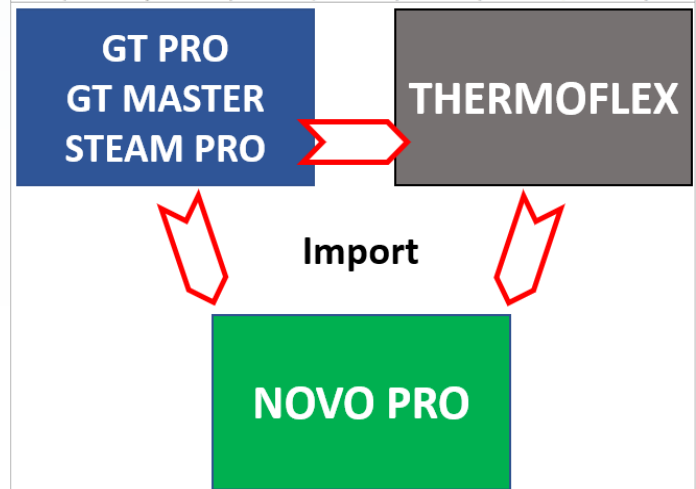 GT PRO
GT MASTER
STEAM PRO
THERMOFLEX
Import
NOVO PRO